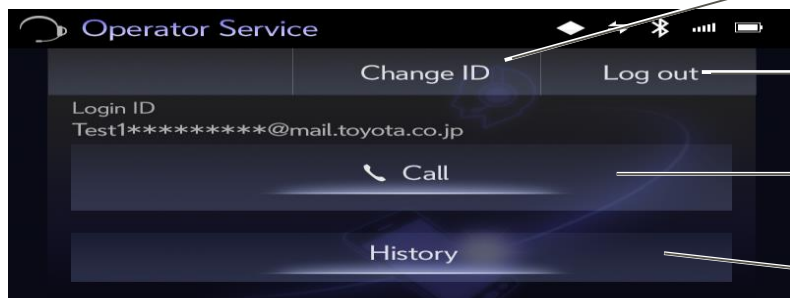 Operator Service
Change ID
Log out
Login ID
Test1*********@mail.toyota.co.jp
Call
History